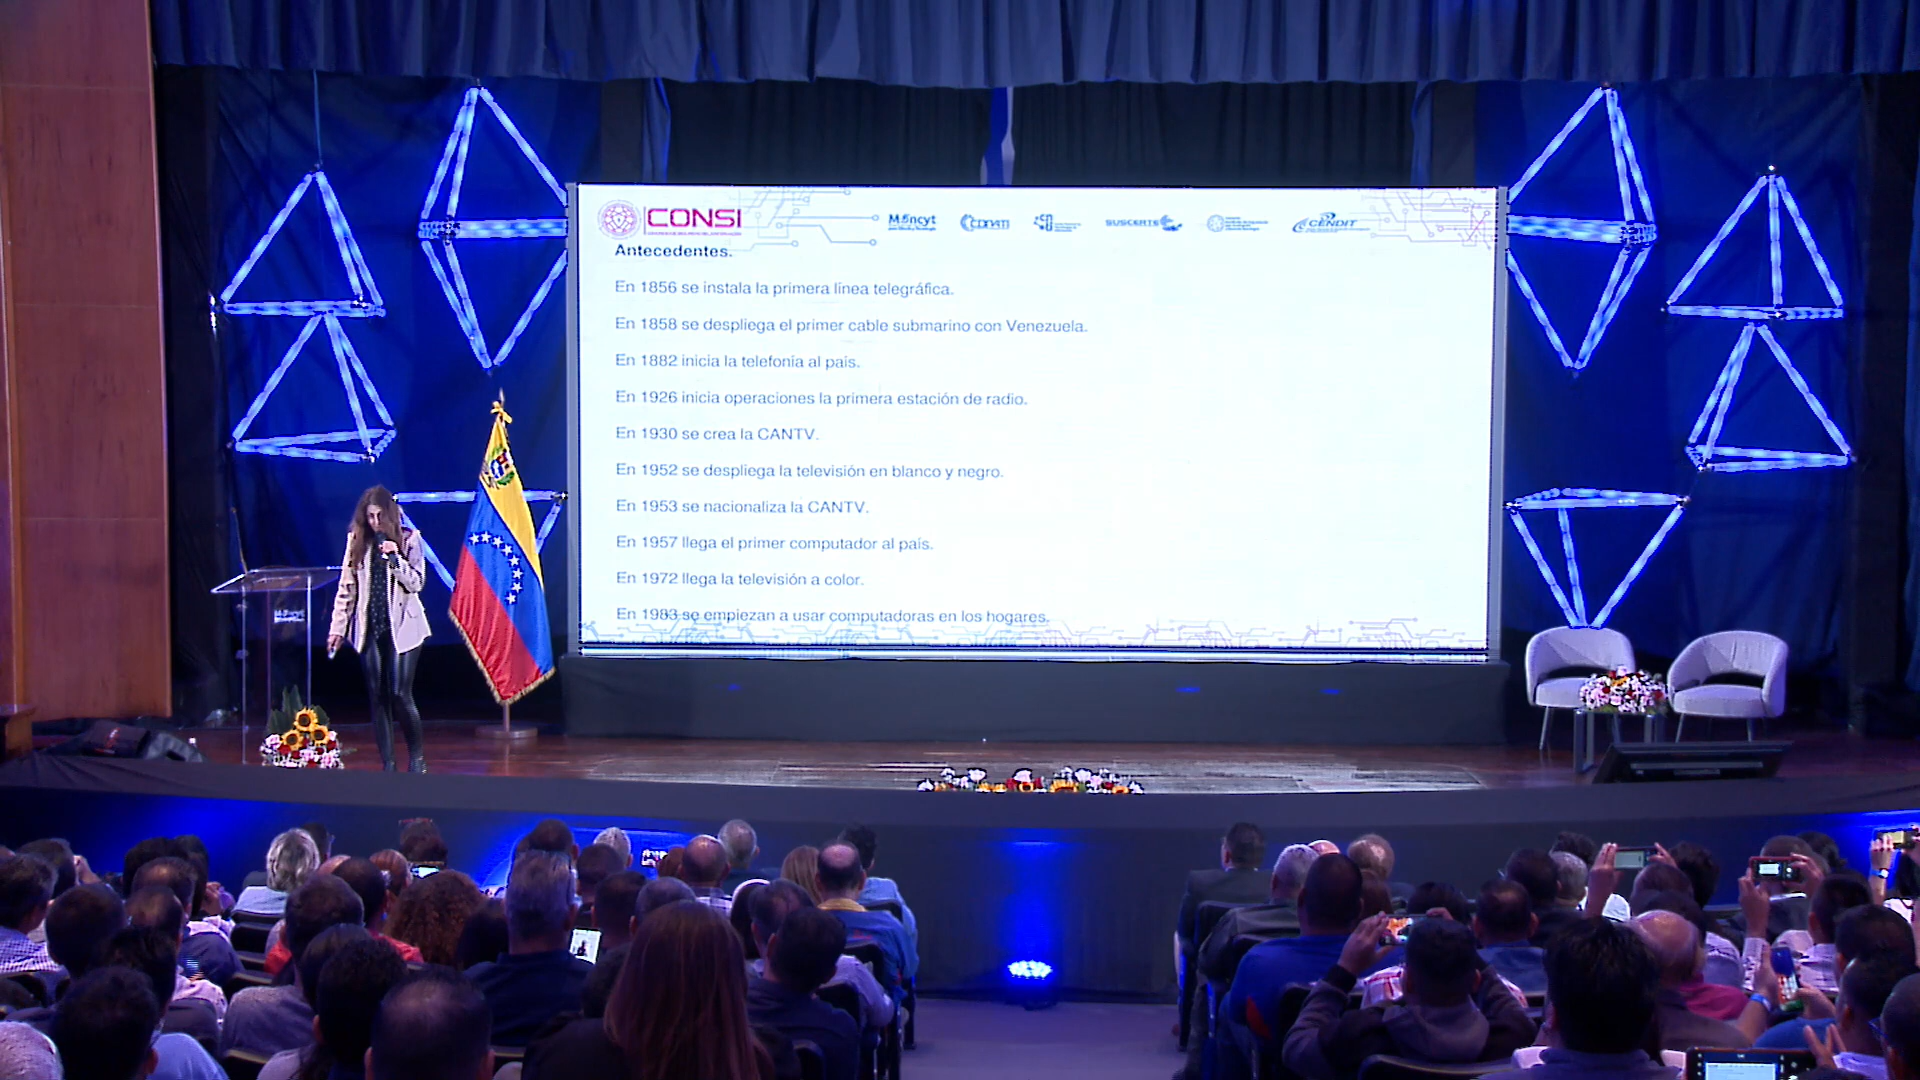 CONSI
Mincyt
SUSCERTE
CENDIT
Antecedentes.
En 1856 se instala la primera línea telegráfica.
En 1858 se despliega el primer cable submarino con Venezuela.
En 1882 inicia la telefonía al país.
En 1926 inicia operaciones la primera estación de radio.
En 1930 se crea la CANTV.
En 1952 se despliega la televisión en blanco y negro.
En 1953 se nacionaliza la CANTV.
En 1957 llega el primer computador al país.
En 1972 llega la televisión a color.
En 1983 se empiezan a usar computadoras en los hogares.
Mincyt